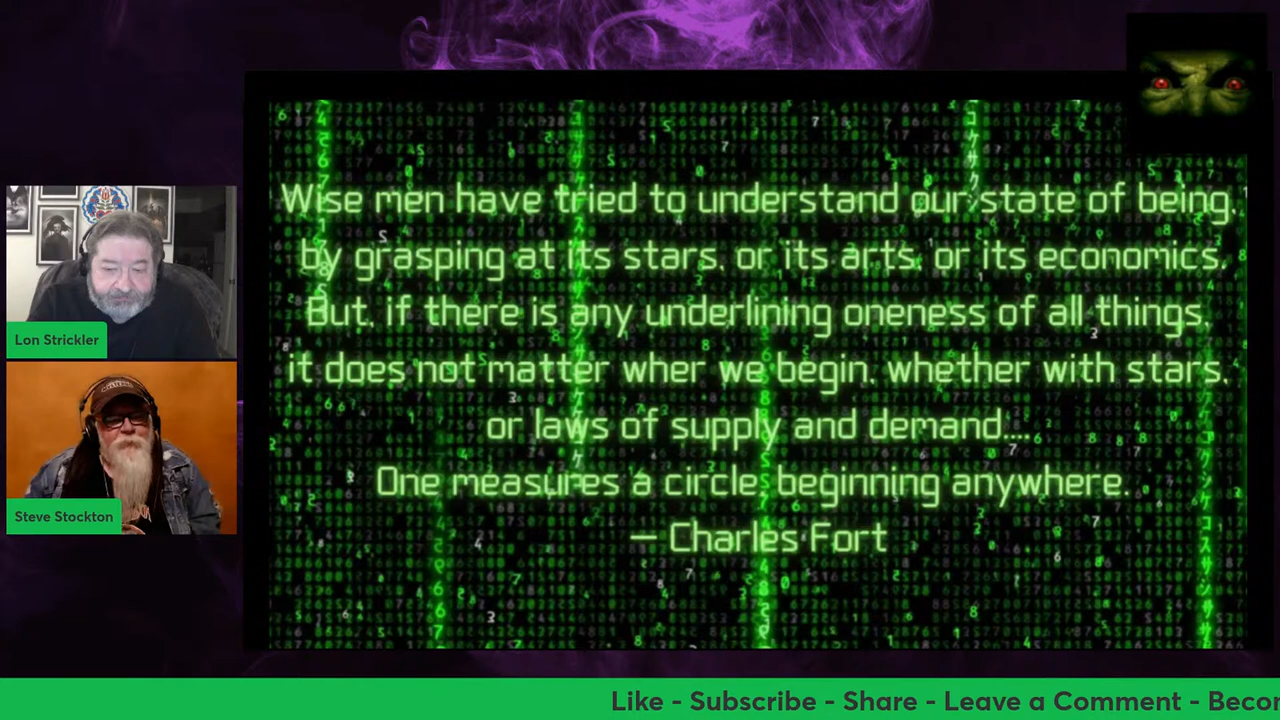 Wise men have tried to understand our state of being,
by grasping at its stars, or its arts, or its economics.
But, if there is any underlining oneness of all things,
it does not matter wher we begin, whether with stars,
or laws of supply and demand....
One measures a circle beginning anywhere.
— Charles Fort
Lon Strickler
Steve Stockton
Like - Subscribe - Share - Leave a Comment -